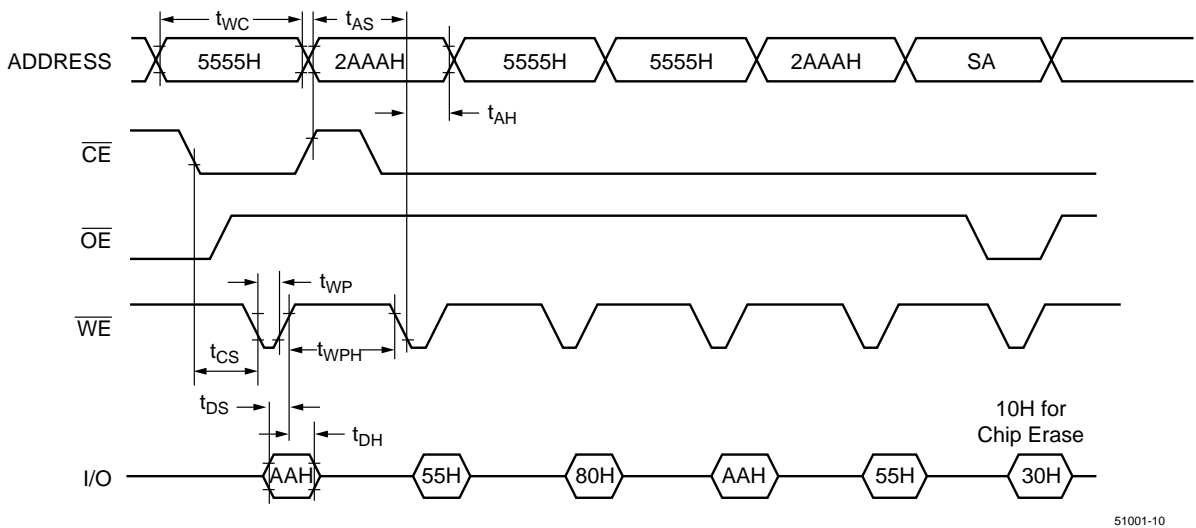 tWC tAS
ADDRESS 5555H 2AAAH 5555H 5555H 2AAAH SA
tAH
CE
OE
tWP
WE
tCS tWPH
tDS
10H for
Chip Erase
tDH
I/O AAH 55H 80H AAH 55H 30H
51001-10